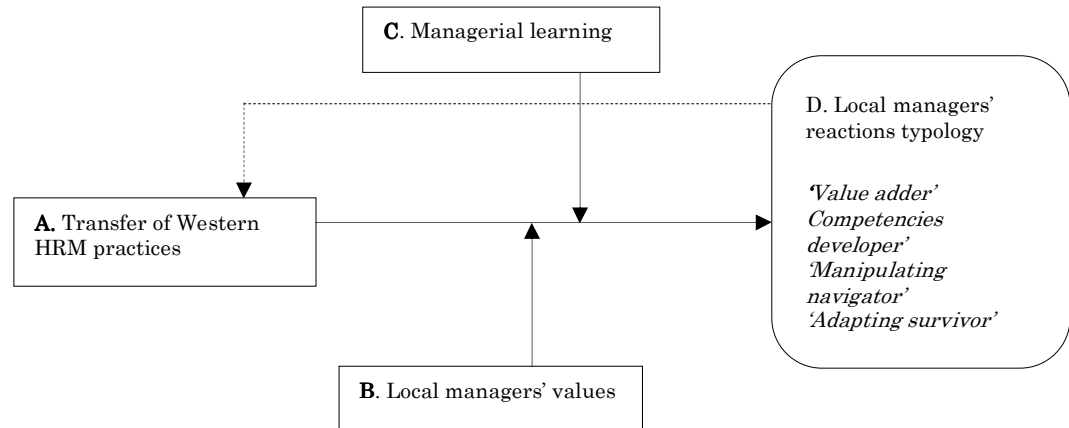 C. Managerial learning
D. Local managers’
reactions typology
‘Value adder’
Competencies
developer’
‘Manipulating
navigator’
‘Adapting survivor’
A. Transfer of Western
HRM practices
B. Local managers’ values